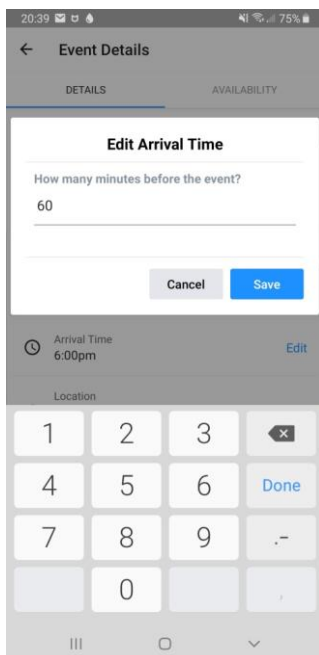 20:39 75%
Event Details
DETAILS AVAILABILITY
Edit Arrival Time
How many minutes before the event?
60
Cancel Save
Arrival Time
6:00pm Edit
Location
1 2 3
4 5 6 Done
7 8 9 .-
0 ,